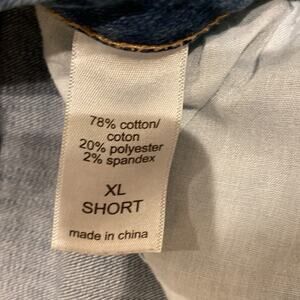 78% cotton/
coton
20% polyester
2% spandex
XL
SHORT
made in china